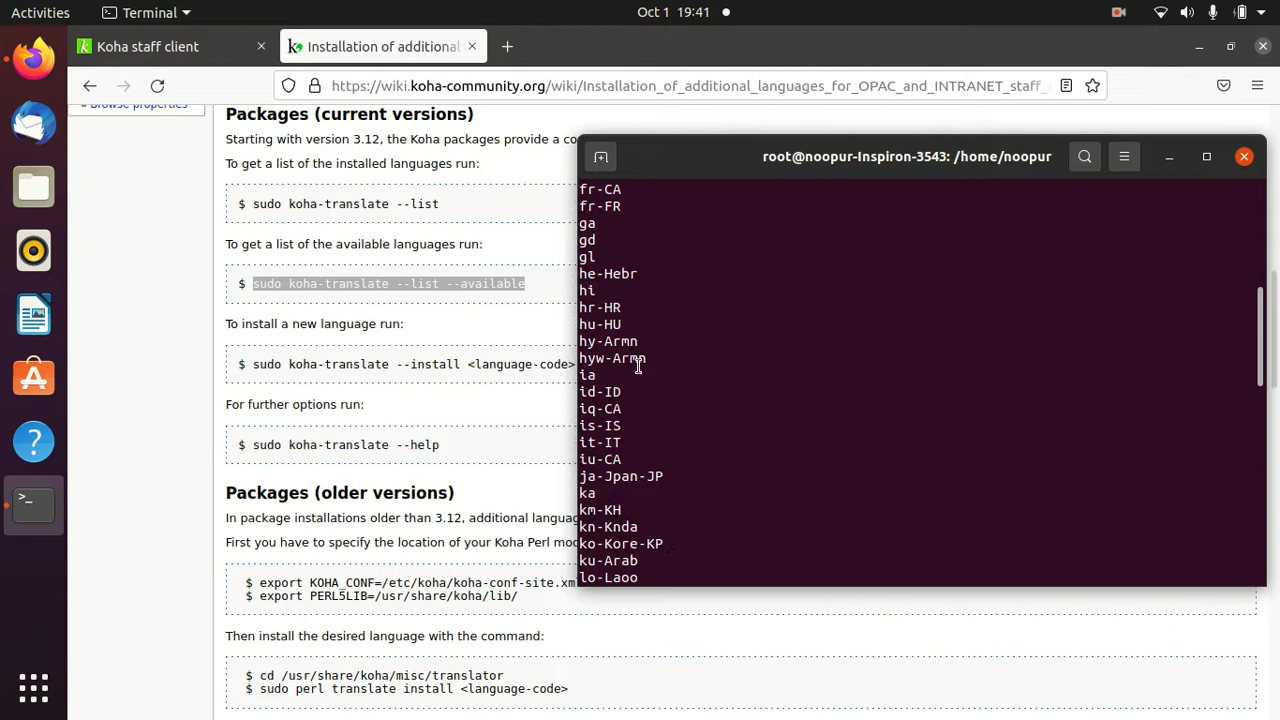 Activities
Terminal
Oct 1 19:41
Koha staff client
Installation of additional
https://wiki.koha-community.org/wiki/Installation_of_additional_languages_for_OPAC_and_INTRANET_staff_
Browse properties
Packages (current versions)
Starting with version 3.12, the Koha packages provide a co
To get a list of the installed languages run:
$ sudo koha-translate --list
To get a list of the available languages run:
$ sudo koha-translate --list --available
To install a new language run:
$ sudo koha-translate --install <language-code>
For further options run:
$ sudo koha-translate --help
Packages (older versions)
In package installations older than 3.12, additional langua
First you have to specify the location of your Koha Perl mo
$ export KOHA_CONF=/etc/koha/koha-conf-site.xm
$ export PERL5LIB=/usr/share/koha/lib/
Then install the desired language with the command:
$ cd /usr/share/koha/misc/translator
$ sudo perl translate install <language-code>
root@noopur-Inspiron-3543: /home/noopur
fr-CA
fr-FR
ga
gd
gl
he-Hebr
hi
hr-HR
hu-HU
hy-Armn
hyw-Armn
ia
id-ID
iq-CA
is-IS
it-IT
iu-CA
ja-Jpan-JP
ka
km-KH
kn-Knda
ko-Kore-KP
ku-Arab
lo-Laoo